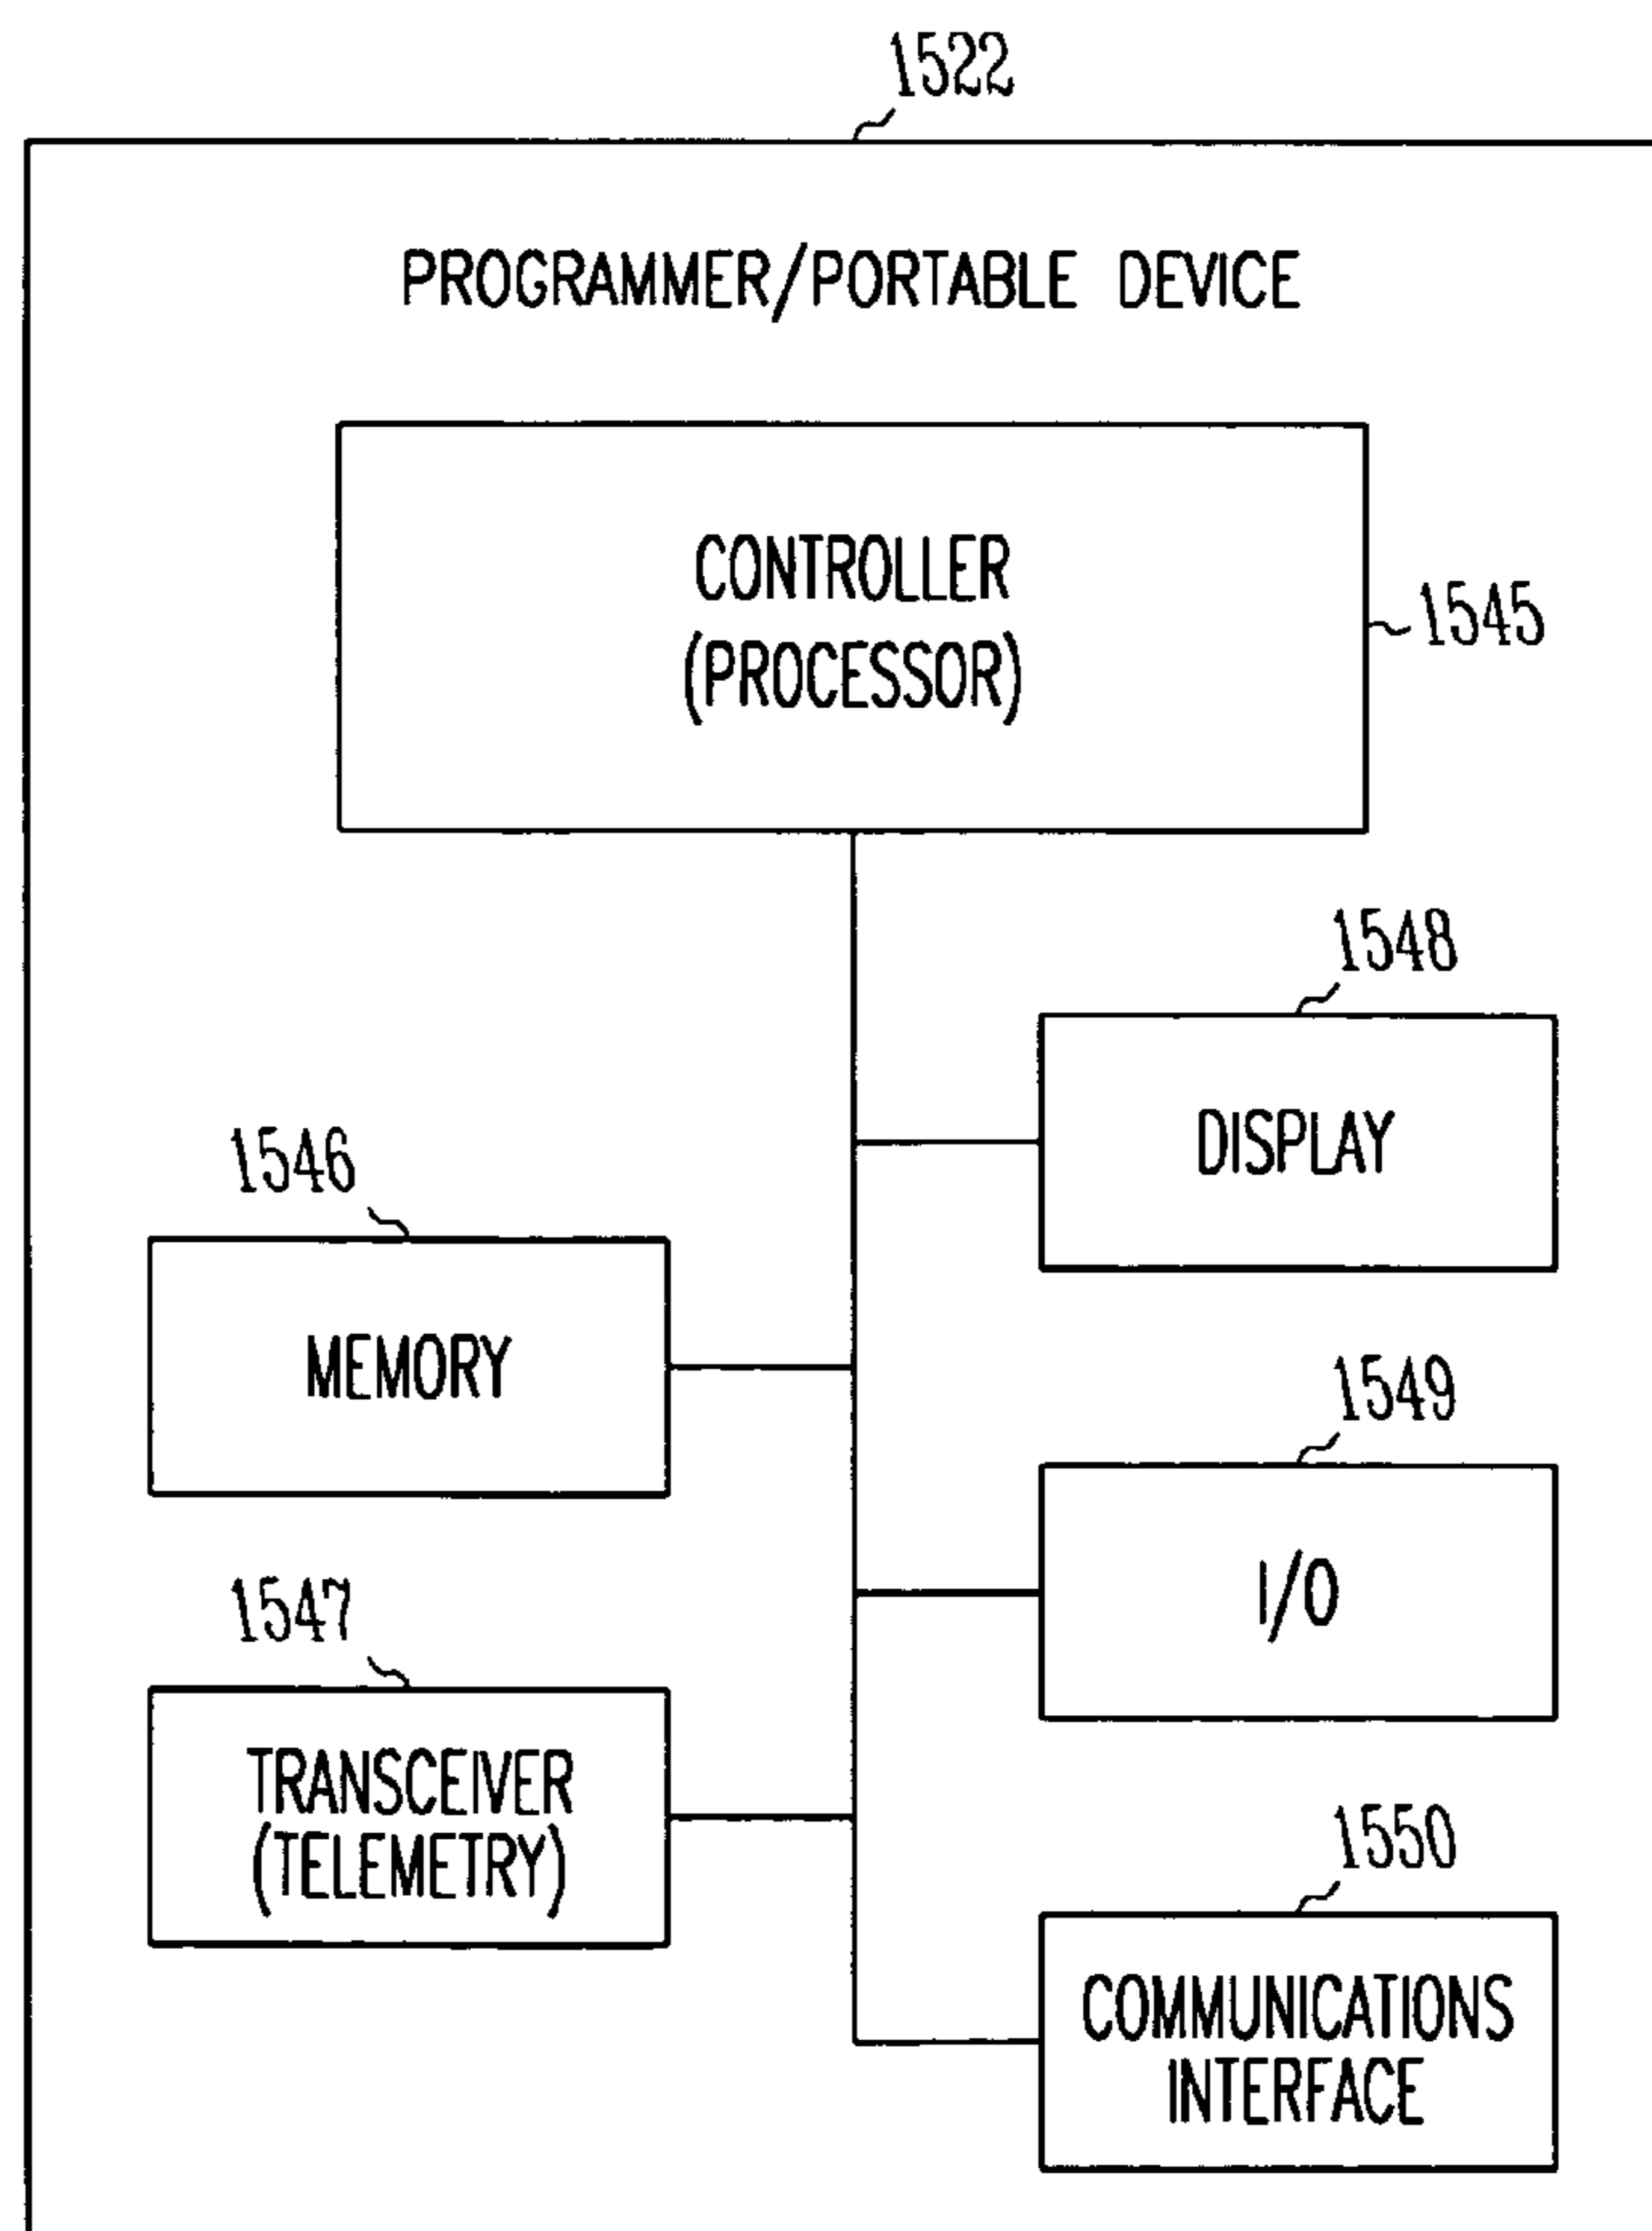 1522
PROGRAMMER/PORTABLE DEVICE
CONTROLLER
(PROCESSOR)
1545
1548
DISPLAY
1546
MEMORY
1549
I/O
1547
TRANSCEIVER
(TELEMETRY)
1550
COMMUNICATIONS
INTERFACE